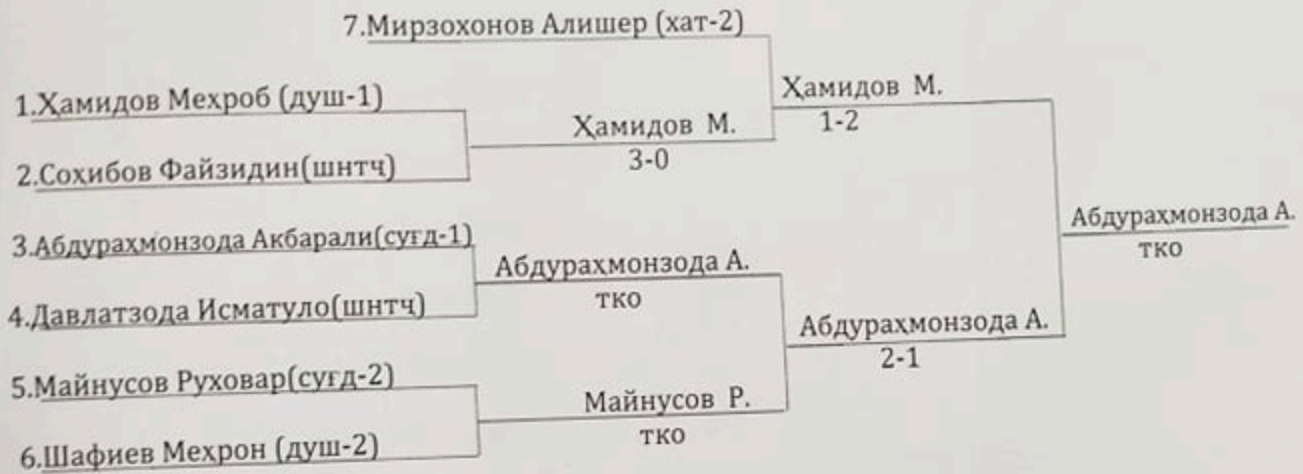 7.Мирзохонов Алишер (хат-2)
1.Ҳамидов Мехроб (душ-1)
Ҳамидов М.
1-2
Ҳамидов М.
3-0
2.Сохибов Файзидин(шнтч)
3.Абдурахмонзода Акбарали(суғд-1)
Абдурахмонзода А.
тко
Абдурахмонзода А.
тко
4.Давлатзода Исматуло(шнтч)
Абдурахмонзода А.
2-1
5.Майнусов Руховар(суғд-2)
Майнусов Р.
тко
6.Шафиев Мехрон (душ-2)